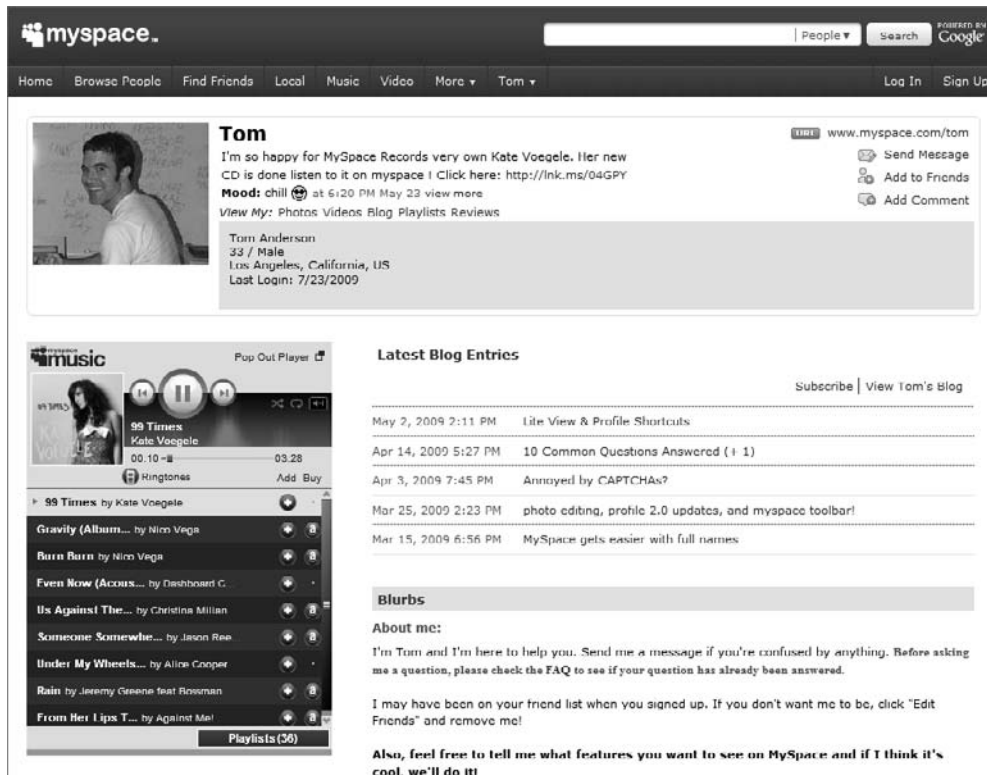 myspace.
People ▾
Search
POWERED BY
Google
Home Browse People Find Friends Local Music Video More ▾ Tom ▾ Log In Sign Up
Tom
I'm so happy for MySpace Records very own Kate Voegele. Her new
CD is done listen to it on myspace ! Click here: http://lnk.ms/04GPY
Mood: chill at 6:20 PM May 23 view more
View My: Photos Videos Blog Playlists Reviews
URL www.myspace.com/tom
Send Message
Add to Friends
Add Comment
Tom Anderson
33 / Male
Los Angeles, California, US
Last Login: 7/23/2009
myspace
music
Pop Out Player
99 TIMES
KATE
VOEGELE
99 Times
Kate Voegele
00.10 03.28
Ringtones Add Buy
99 Times by Kate Voegele
Gravity (Album... by Nico Vega
Burn Burn by Nico Vega
Even Now (Acous... by Dashboard C...
Us Against The... by Christina Milian
Someone Somewhe... by Jason Ree...
Under My Wheels... by Alice Cooper
Rain by Jeremy Greene feat Bossman
From Her Lips T... by Against Me!
Playlists (36)
Latest Blog Entries
Subscribe | View Tom's Blog
May 2, 2009 2:11 PM Lite View & Profile Shortcuts
Apr 14, 2009 5:27 PM 10 Common Questions Answered (+ 1)
Apr 3, 2009 7:45 PM Annoyed by CAPTCHAs?
Mar 25, 2009 2:23 PM photo editing, profile 2.0 updates, and myspace toolbar!
Mar 15, 2009 6:56 PM MySpace gets easier with full names
Blurbs
About me:
I'm Tom and I'm here to help you. Send me a message if you're confused by anything. Before asking
me a question, please check the FAQ to see if your question has already been answered.
I may have been on your friend list when you signed up. If you don't want me to be, click "Edit
Friends" and remove me!
Also, feel free to tell me what features you want to see on MySpace and if I think it's
cool, we'll do it!